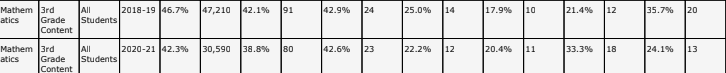 Mathem 3rd All 2018-19 46.7% 47,210 42.1% 91 42.9% 24 25.0% 14 17.9% 10 21.4% 12 35.7% 20
atics Grade Students
Content
Mathem 3rd All 2020-21 42.3% 30,590 38.8% 80 42.6% 23 22.2% 12 20.4% 11 33.3% 18 24.1% 13
atics Grade Students
Content